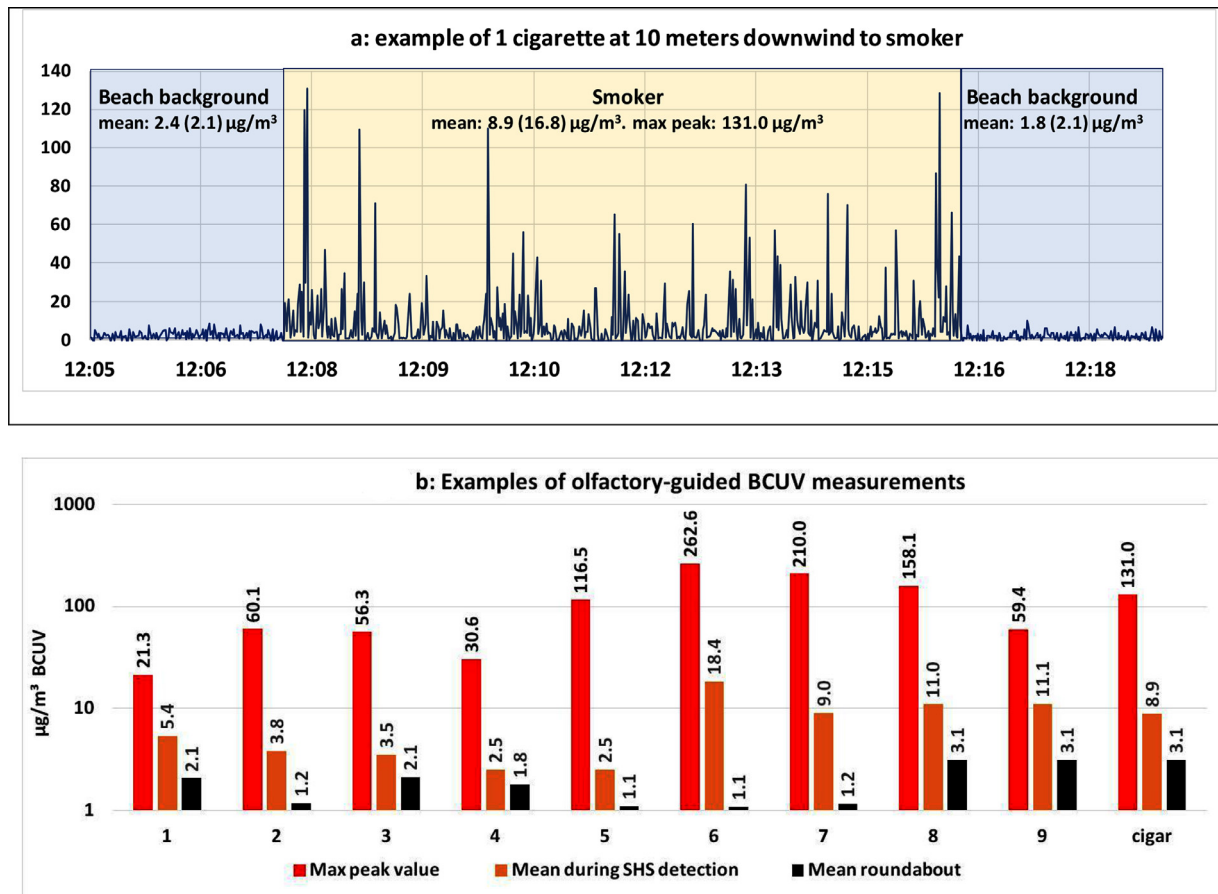 a: example of 1 cigarette at 10 meters downwind to smoker
140
120
100
80
60
40
20
0
Beach background
mean: 2.4 (2.1) µg/m³
Smoker
mean: 8.9 (16.8) µg/m³. max peak: 131.0 µg/m³
Beach background
mean: 1.8 (2.1) µg/m³
12:05 12:06 12:08 12:09 12:10 12:12 12:13 12:15 12:16 12:18
b: Examples of olfactory-guided BCUV measurements
µg/m³ BCUV
1000
100
10
1
21.3 5.4 2.1
60.1 3.8 1.2
56.3 3.5 2.1
30.6 2.5 1.8
116.5 2.5 1.1
262.6 18.4 1.1
210.0 9.0 1.2
158.1 11.0 3.1
59.4 11.1 3.1
131.0 8.9 3.1
1 2 3 4 5 6 7 8 9 cigar
Max peak value Mean during SHS detection Mean roundabout